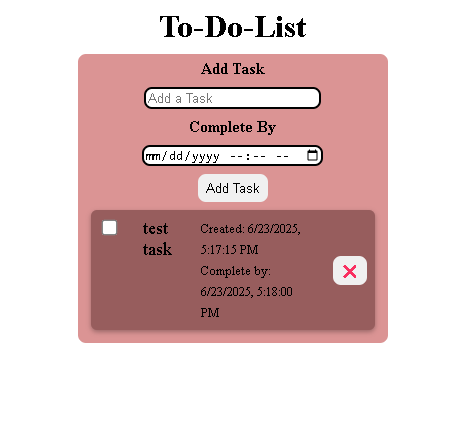 To-Do-List
Add Task
Add a Task
Complete By
mm/dd/yyyy --:-- --
Add Task
test
task
Created: 6/23/2025,
5:17:15 PM
Complete by:
6/23/2025, 5:18:00
PM